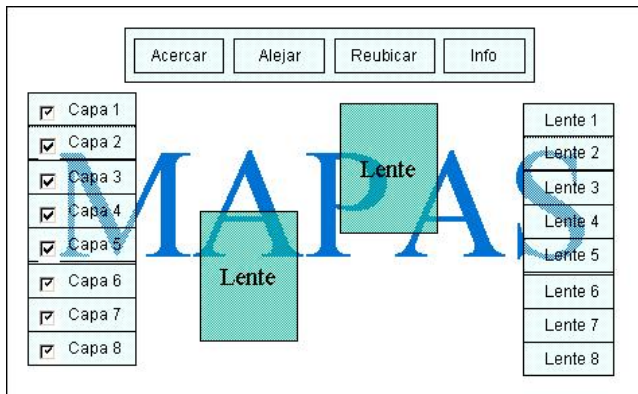 Acercar Alejar Reubicar Info
Capa 1
Capa 2
Capa 3
Capa 4
Capa 5
Capa 6
Capa 7
Capa 8
MAPAS
Lente
Lente
Lente 1
Lente 2
Lente 3
Lente 4
Lente 5
Lente 6
Lente 7
Lente 8